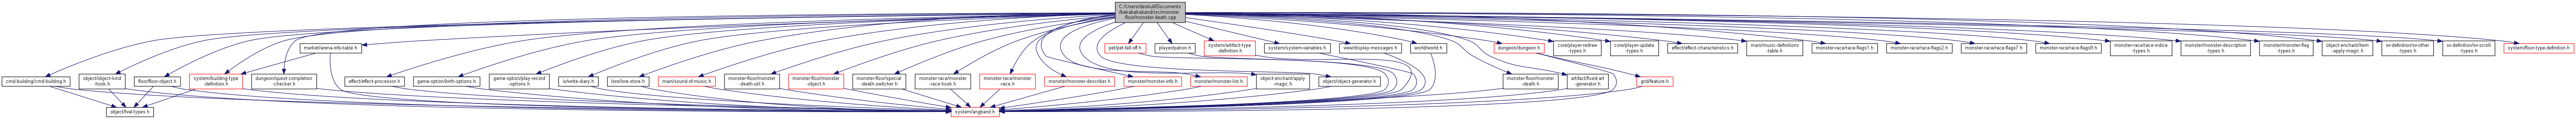 C:/Users/deskull/Documents
/bakabakaband/src/monster
-floor/monster-death.cpp
market/arena-info-table.h
pet/pet-fall-off.h
player/patron.h
system/artifact-type
-definition.h
system/system-variables.h
view/display-messages.h
world/world.h
dungeon/dungeon.h
core/player-redraw
-types.h
core/player-update
-types.h
effect/effect-characteristics.h
main/music-definitions
-table.h
monster-race/race-flags1.h
monster-race/race-flags2.h
monster-race/race-flags7.h
monster-race/race-flags9.h
monster-race/race-indice
-types.h
monster/monster-description
-types.h
monster/monster-flag
-types.h
object-enchant/item
-apply-magic.h
sv-definition/sv-other
-types.h
sv-definition/sv-scroll
-types.h
system/floor-type-definition.h
cmd-building/cmd-building.h
object/object-kind
-hook.h
floor/floor-object.h
system/building-type
-definition.h
dungeon/quest-completion
-checker.h
effect/effect-processor.h
game-option/birth-options.h
game-option/play-record
-options.h
io/write-diary.h
lore/lore-store.h
main/sound-of-music.h
monster-floor/monster
-death-util.h
monster-floor/monster
-object.h
monster-floor/special
-death-switcher.h
monster-race/monster
-race-hook.h
monster-race/monster
-race.h
monster/monster-describer.h
monster/monster-info.h
monster/monster-list.h
object-enchant/apply
-magic.h
object/object-generator.h
monster-floor/monster
-death.h
artifact/fixed-art
-generator.h
grid/feature.h
object/tval-types.h
system/angband.h